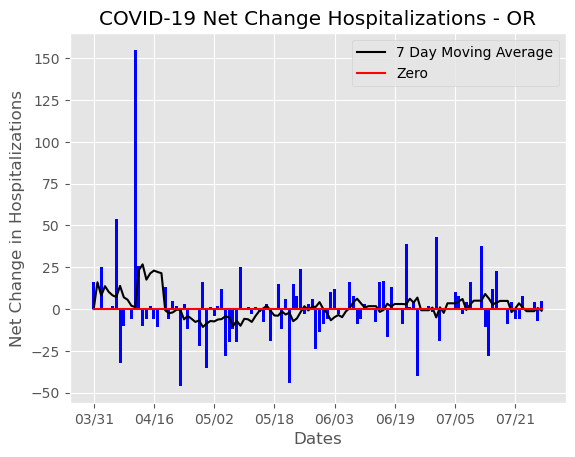 COVID-19 Net Change Hospitalizations - OR
7 Day Moving Average
Zero
Net Change in Hospitalizations
150
125
100
75
50
25
0
−25
−50
03/31 04/16 05/02 05/18 06/03 06/19 07/05 07/21
Dates